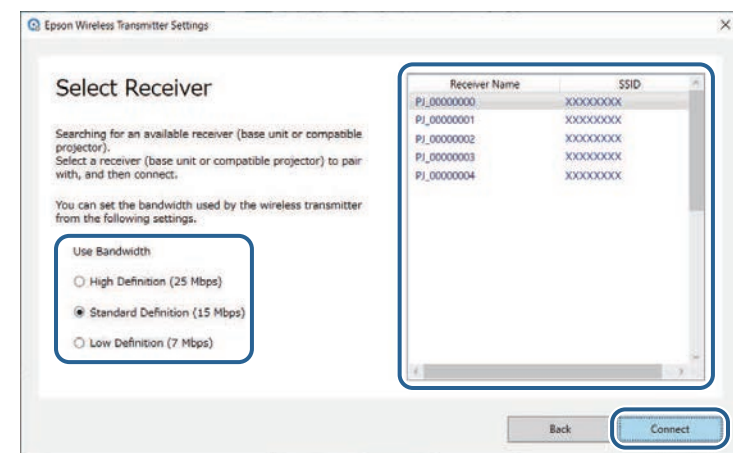 Epson Wireless Transmitter Settings
Select Receiver
Searching for an available receiver (base unit or compatible
projector).
Select a receiver (base unit or compatible projector) to pair
with, and then connect.
You can set the bandwidth used by the wireless transmitter
from the following settings.
Use Bandwidth
High Definition (25 Mbps)
Standard Definition (15 Mbps)
Low Definition (7 Mbps)
Receiver Name SSID
PJ_00000000 XXXXXXXX
PJ_00000001 XXXXXXXX
PJ_00000002 XXXXXXXX
PJ_00000003 XXXXXXXX
PJ_00000004 XXXXXXXX
Back Connect